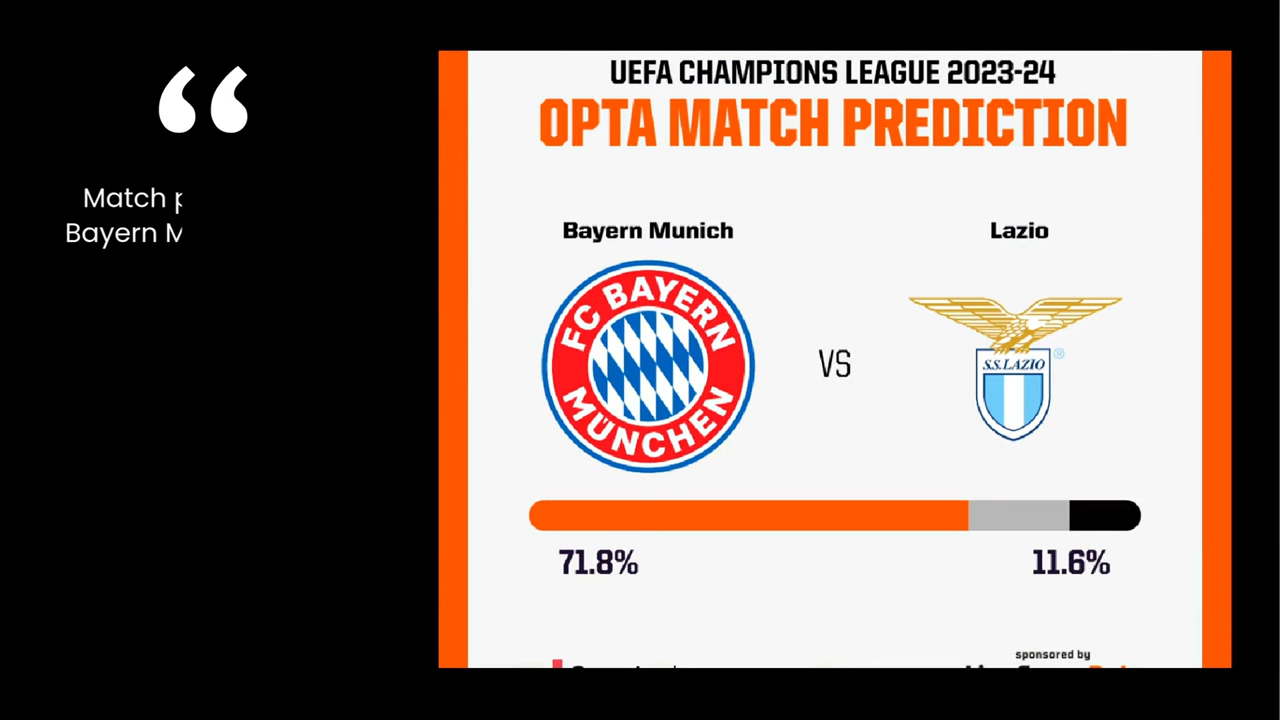 “
Match
Bayern
UEFA CHAMPIONS LEAGUE 2023-24
OPTA MATCH PREDICTION
Bayern Munich
Lazio
FC BAYERN
MÜNCHEN
VS
S.S.LAZIO
®
71.8%
11.6%
sponsored by